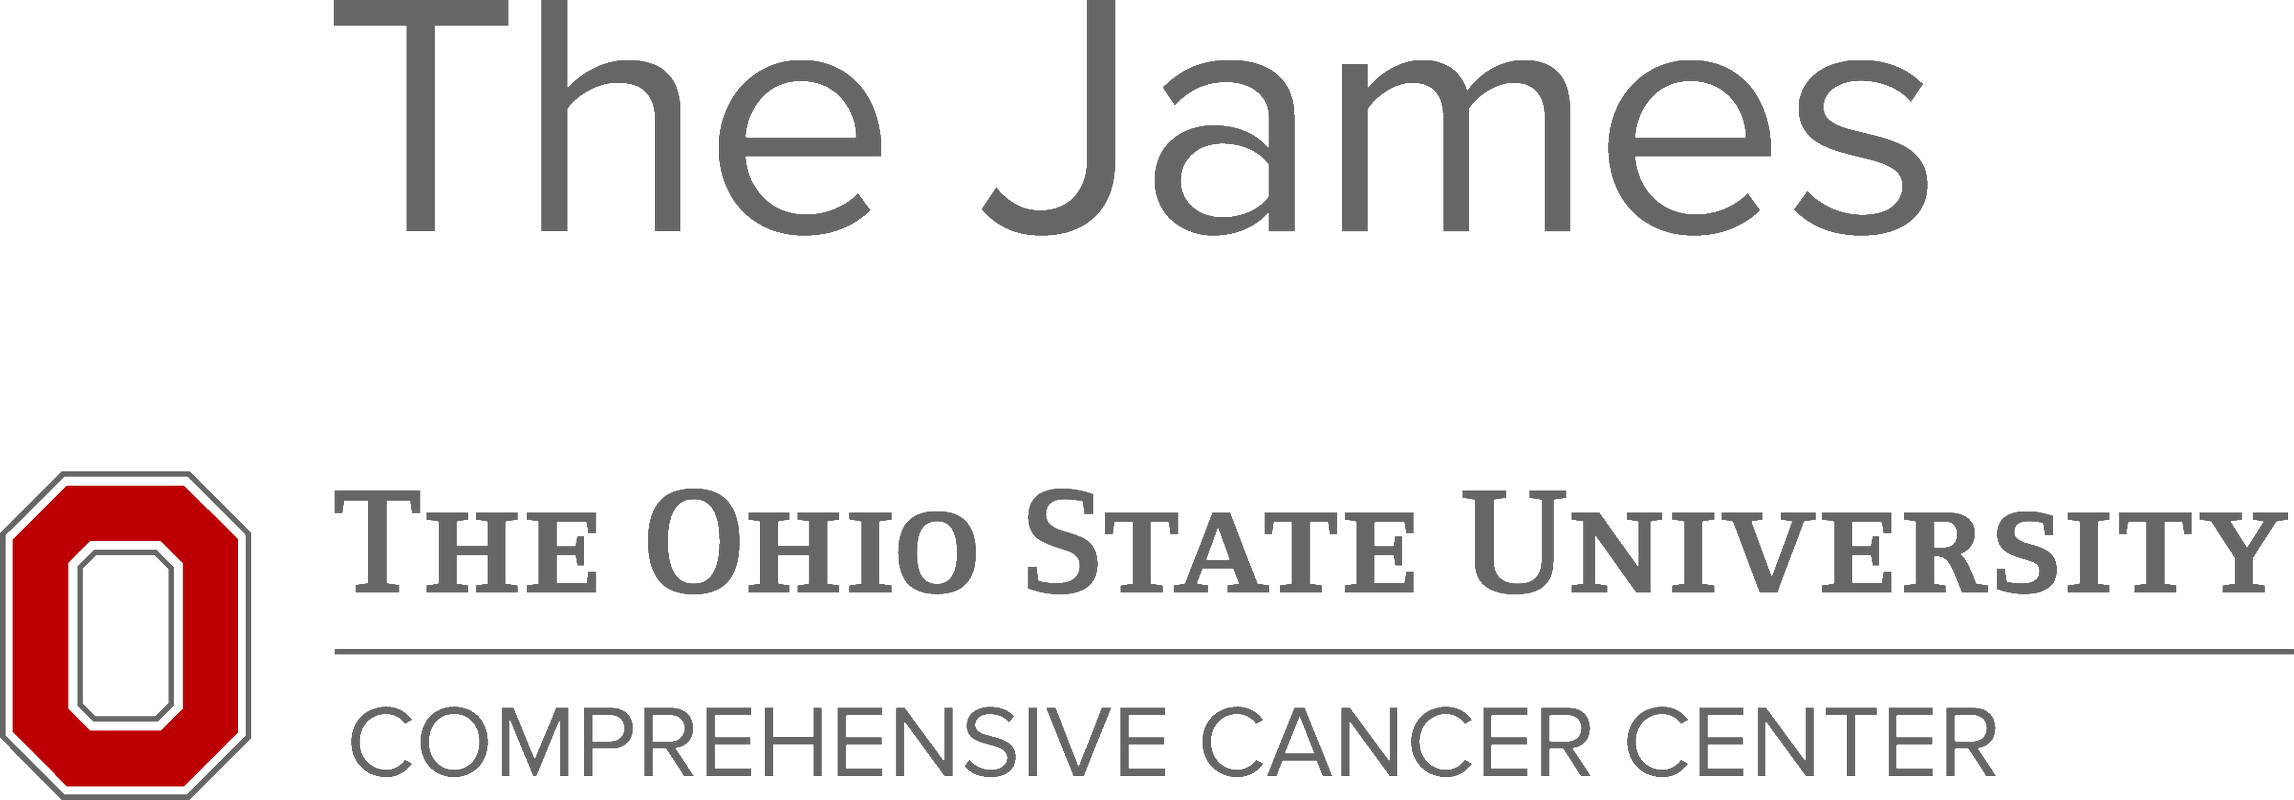 The James
THE OHIO STATE UNIVERSITY
COMPREHENSIVE CANCER CENTER